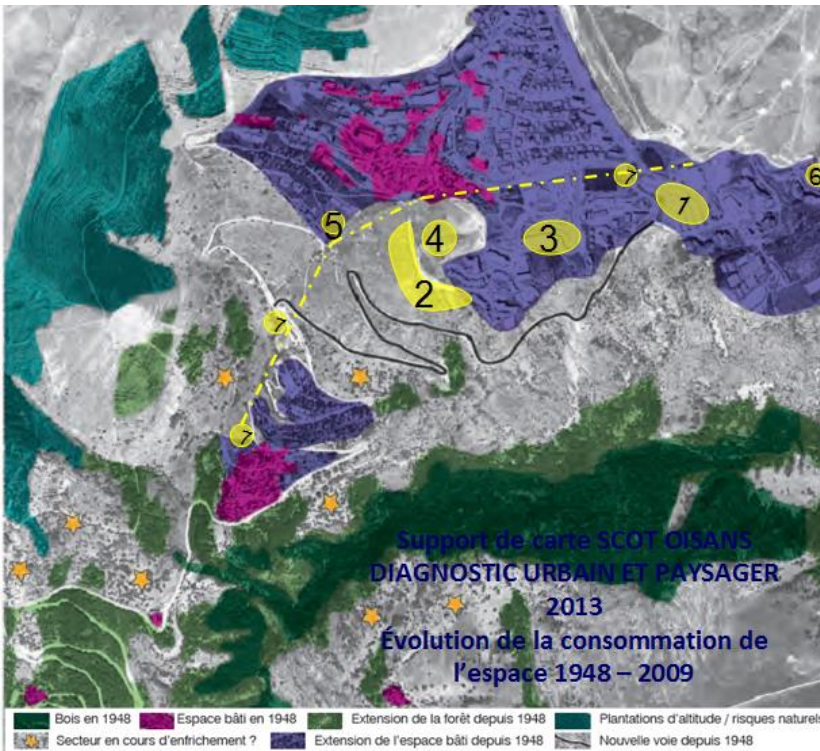 7
6
1
5
4
3
2
7
7
Support de carte SCOT OISANS
DIAGNOSTIC URBAIN ET PAYSAGER
2013
Évolution de la consommation de
l'espace 1948 – 2009
Bois en 1948 Espace bâti en 1948 Extension de la forêt depuis 1948 Plantations d'altitude / risques naturels
Secteur en cours d'enfrichement ? Extension de l'espace bâti depuis 1948 Nouvelle voie depuis 1948